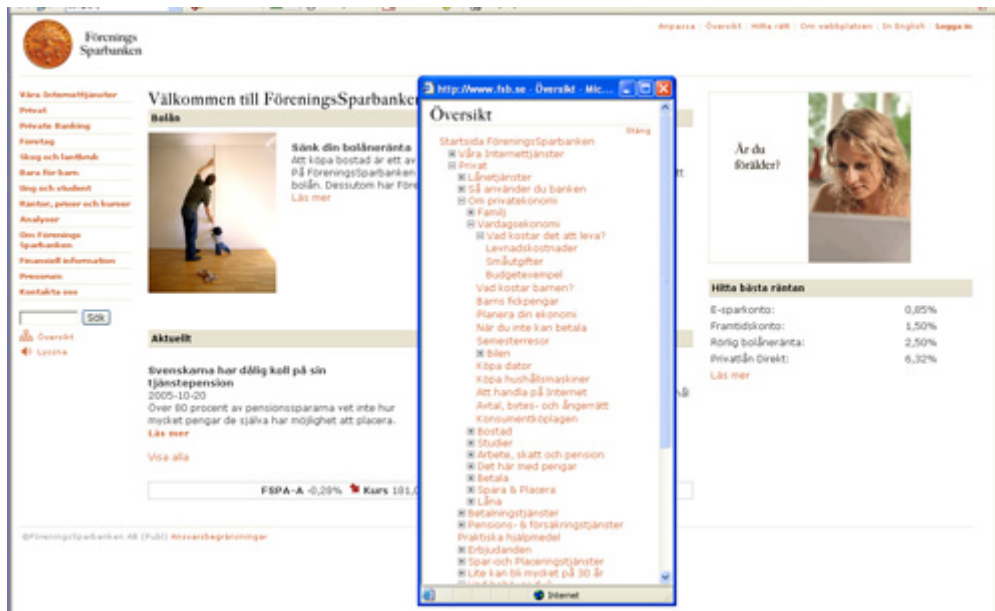 Förenings
Sparbanken
Anpassa | Översikt | Hitta rätt | Om webbplatsen | In English | Logga in
Våra Internettjänster
Privat
Private Banking
Företag
Skog och lantbruk
Bara för barn
Ung och student
Räntor, priser och kurser
Analyser
Om Förenings
Sparbanken
Finansiell information
Pressrum
Kontakta oss
Sök
Översikt
Lyssna
Välkommen till FöreningsSparbanken
Bolån
Sänk din bolåneränta
Att köpa bostad är ett av
På FöreningsSparbanken
bolån. Dessutom har Före
Läs mer
Aktuellt
Svenskarna har dålig koll på sin
tjänstepension
2005-10-20
Över 80 procent av pensionsspararna vet inte hur
mycket pengar de själva har möjlighet att placera.
Läs mer
Visa alla
FSPA-A -0,28% Kurs 181,0
©FöreningsSparbanken AB (Publ) Ansvarsbegränsningar
http://www.fsb.se - Översikt - Mic...
Översikt
Stäng
Startsida FöreningsSparbanken
Våra Internettjänster
Privat
Lånetjänster
Så använder du banken
Om privatekonomi
Familj
Vardagsekonomi
Vad kostar det att leva?
Levnadskostnader
Småutgifter
Budgetexempel
Vad kostar barnen?
Barns fickpengar
Planera din ekonomi
När du inte kan betala
Semesterresor
Bilen
Köpa dator
Köpa hushållsmaskiner
Att handla på Internet
Avtal, bytes- och ångerrätt
Konsumentköplagen
Bostad
Studier
Arbete, skatt och pension
Det här med pengar
Betala
Spara & Placera
Låna
Betalningstjänster
Pensions- & försäkringstjänster
Praktiska hjälpmedel
Erbjudanden
Spar-och Placeringstjänster
Lite kan bli mycket på 30 år
Internet
Är du
förälder?
Hitta bästa räntan
E-sparkonto: 0,85%
Framtidskonto: 1,50%
Rörlig bolåneränta: 2,50%
Privatlån Direkt: 6,32%
Läs mer